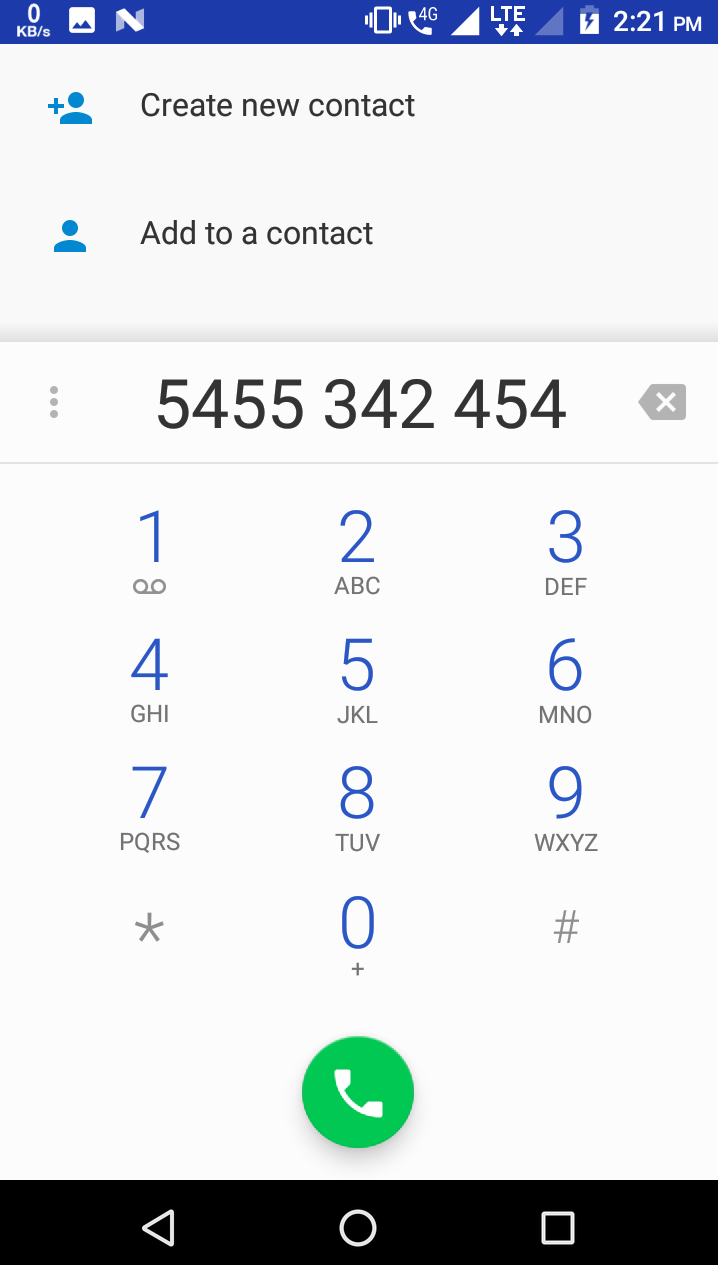 0 KB/s 4G LTE 2:21 PM
Create new contact
Add to a contact
5455 342 454
1 2 3
ABC DEF
4 5 6
GHI JKL MNO
7 8 9
PQRS TUV WXYZ
* 0 #
+